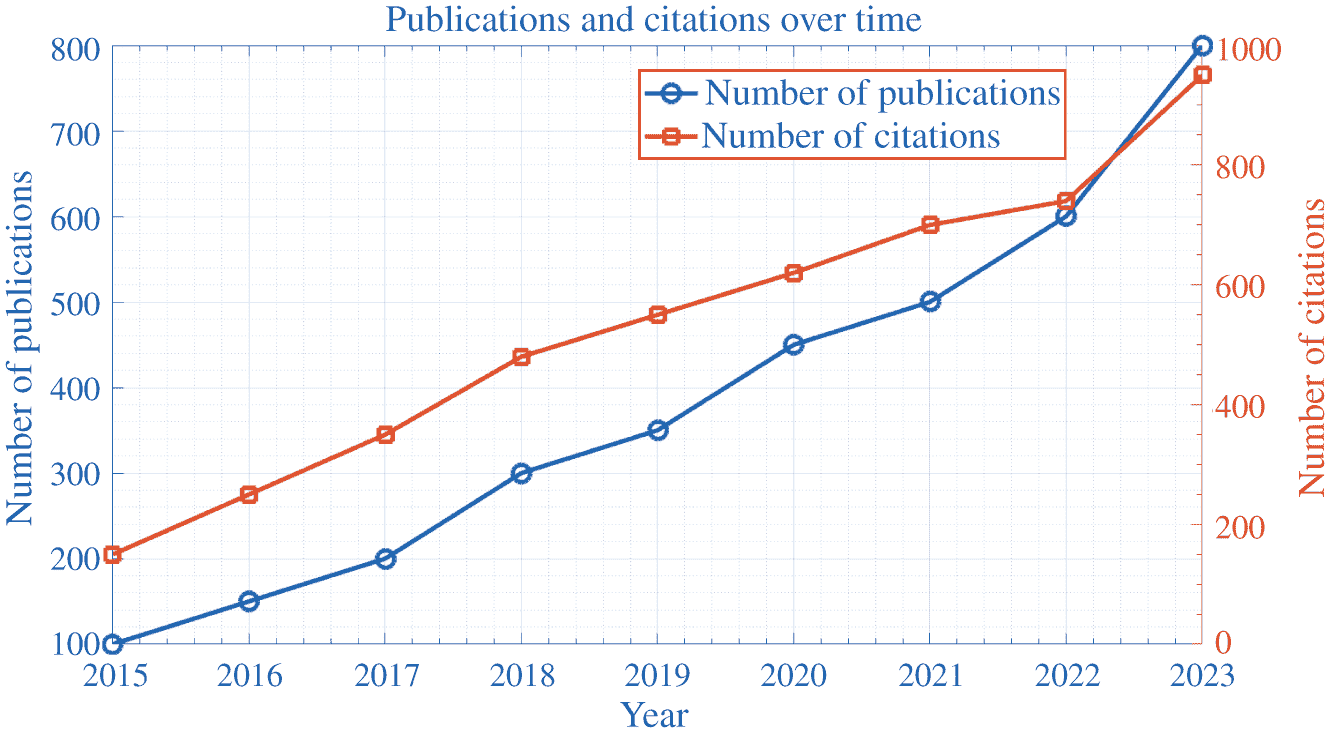 Publications and citations over time
Number of publications
Number of citations
Number of publications
800
700
600
500
400
300
200
100
1000
800
600
400
200
0
Number of citations
2015 2016 2017 2018 2019 2020 2021 2022 2023
Year